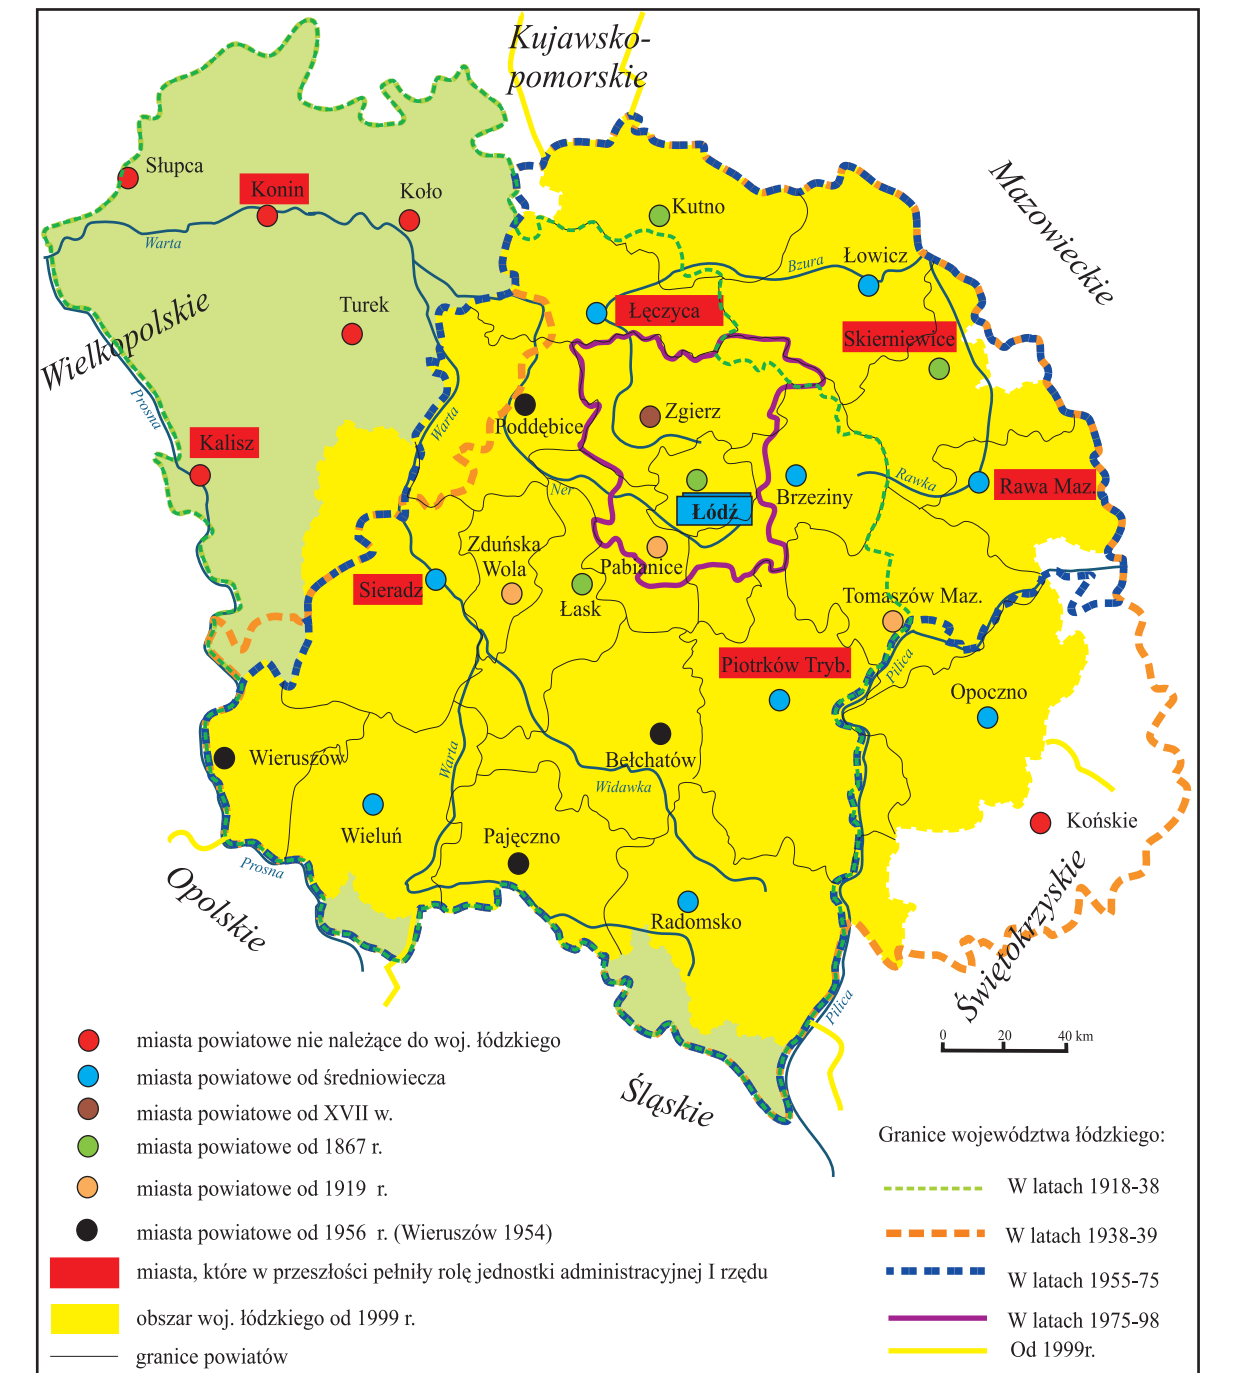 Kujawsko-
pomorskie
Mazowieckie
Słupca
Konin
Koło
Warta
Kutno
Bzura
Łowicz
Wielkopolskie
Turek
Łęczyca
Skierniewice
Prosna
Warta
Poddębice
Zgierz
Kalisz
Ner
Łódź
Brzeziny
Rawka
Rawa Maz.
Zduńska
Wola
Pabianice
Sieradz
Łask
Tomaszów Maz.
Piotrków Tryb.
Pilica
Opoczno
Wieruszów
Warta
Bełchatów
Widawka
Wieluń
Pajęczno
Końskie
Prosna
Opolskie
Radomsko
Świętokrzyskie
Pilica
Śląskie
0 20 40 km
miasta powiatowe nie należące do woj. łódzkiego
miasta powiatowe od średniowiecza
miasta powiatowe od XVII w.
miasta powiatowe od 1867 r.
miasta powiatowe od 1919 r.
miasta powiatowe od 1956 r. (Wieruszów 1954)
miasta, które w przeszłości pełniły rolę jednostki administracyjnej I rzędu
obszar woj. łódzkiego od 1999 r.
granice powiatów
Granice województwa łódzkiego:
W latach 1918-38
W latach 1938-39
W latach 1955-75
W latach 1975-98
Od 1999r.